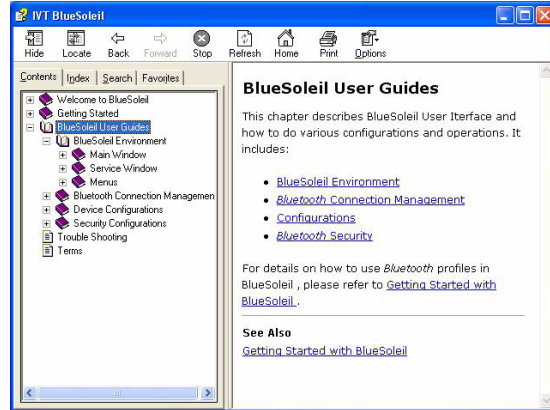 IVT BlueSoleil
Hide Locate Back Forward Stop Refresh Home Print Options
Contents Index Search Favorites
Welcome to BlueSoleil
Getting Started
BlueSoleil User Guides
BlueSoleil Environment
Main Window
Service Window
Menus
Bluetooth Connection Managemen
Device Configurations
Security Configurations
Trouble Shooting
Terms
BlueSoleil User Guides
This chapter describes BlueSoleil User Iterface and
how to do various configurations and operations. It
includes:
BlueSoleil Environment
Bluetooth Connection Management
Configurations
Bluetooth Security
For details on how to use Bluetooth profiles in
BlueSoleil , please refer to Getting Started with
BlueSoleil .
See Also
Getting Started with BlueSoleil